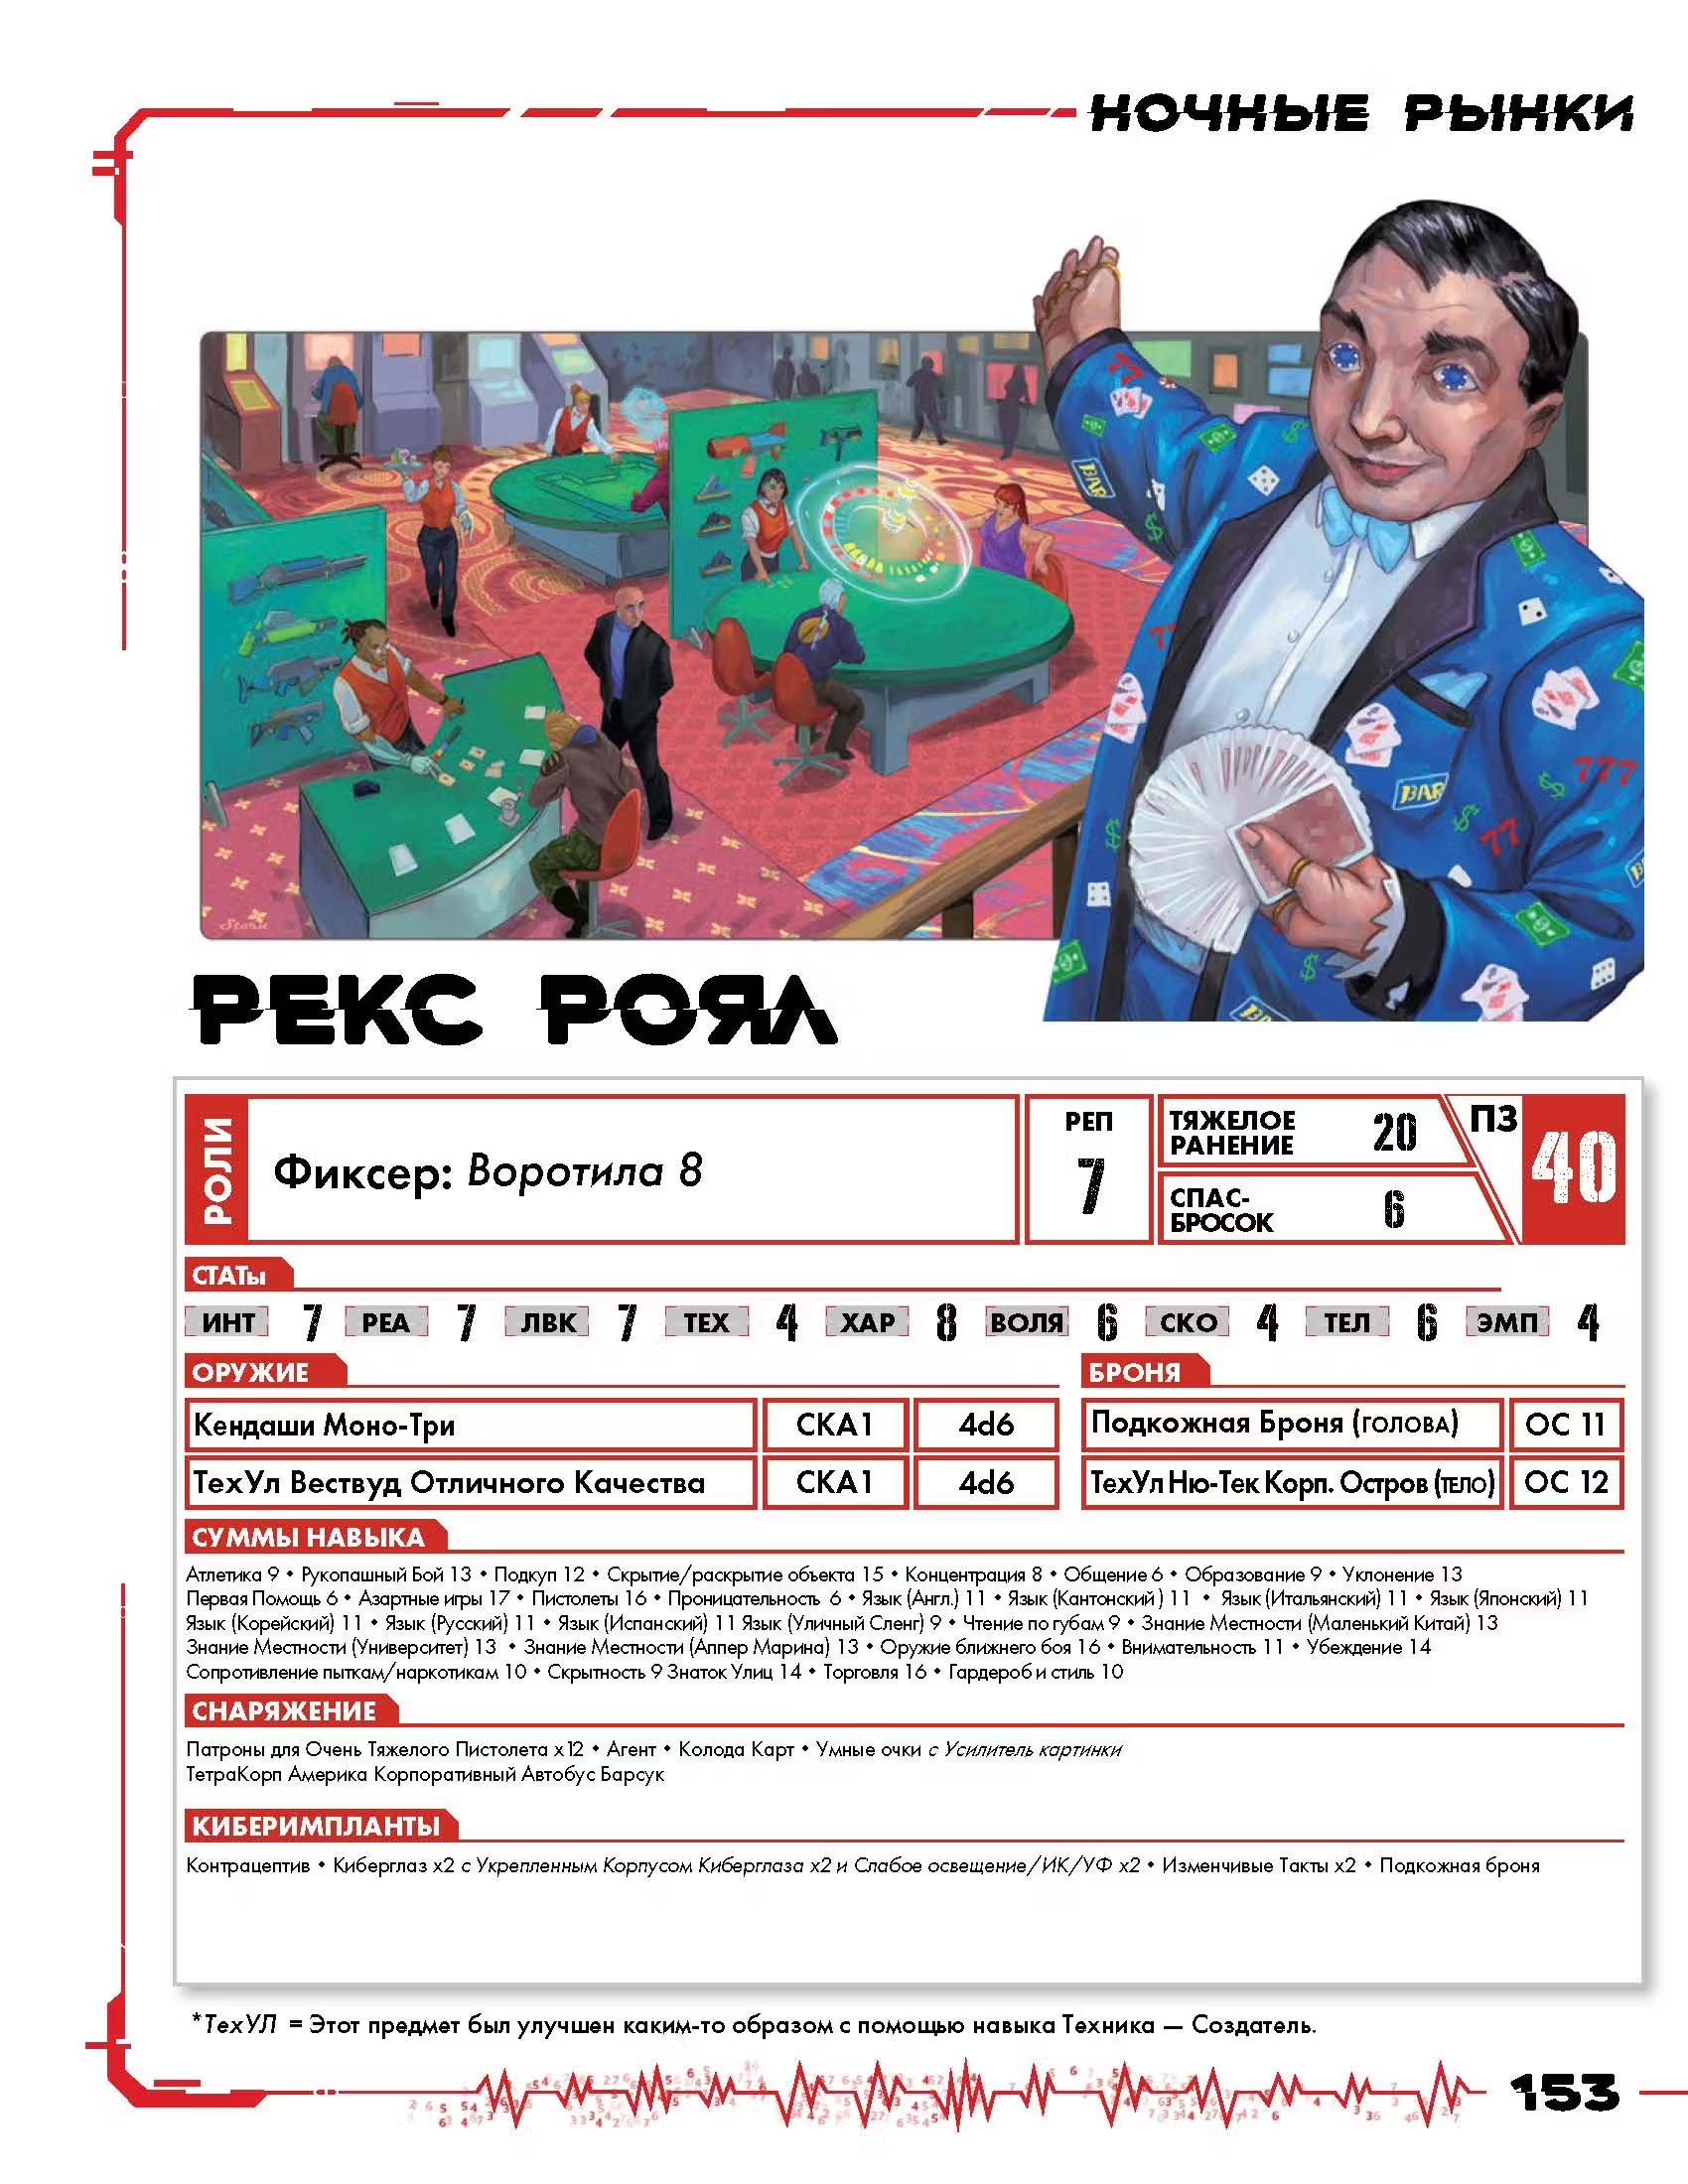 НОЧНЫЕ РЫНКИ
РЕКС РОЯЛ
РОЛИ
Фиксер: Воротила 8
РЕП
7
ТЯЖЕЛОЕ
РАНЕНИЕ
20
СПАС-
БРОСОК
6
ПЗ
40
СТАТы
ИНТ 7 РЕА 7 ЛВК 7 ТЕХ 4 ХАР 8 ВОЛЯ 6 СКО 4 ТЕЛ 6 ЭМП 4
ОРУЖИЕ
Кендаши Моно-Три СКА1 4d6
ТехУл Вествуд Отличного Качества СКА1 4d6
БРОНЯ
Подкожная Броня (ГОЛОВА) ОС 11
ТехУл Ню-Тек Корп. Остров (ТЕЛО) ОС 12
СУММЫ НАВЫКА
Атлетика 9 • Рукопашный Бой 13 • Подкуп 12 • Скрытие/раскрытие объекта 15 • Концентрация 8 • Общение 6 • Образование 9 • Уклонение 13
Первая Помощь 6 • Азартные игры 17 • Пистолеты 16 • Проницательность 6 • Язык (Англ.) 11 • Язык (Кантонский ) 11 • Язык (Итальянский) 11 • Язык (Японский) 11
Язык (Корейский) 11 • Язык (Русский) 11 • Язык (Испанский) 11 Язык (Уличный Сленг) 9 • Чтение по губам 9 • Знание Местности (Маленький Китай) 13
Знание Местности (Университет) 13 • Знание Местности (Аппер Марина) 13 • Оружие ближнего боя 16 • Внимательность 11 • Убеждение 14
Сопротивление пыткам/наркотикам 10 • Скрытность 9 Знаток Улиц 14 • Торговля 16 • Гардероб и стиль 10
СНАРЯЖЕНИЕ
Патроны для Очень Тяжелого Пистолета x12 • Агент • Колода Карт • Умные очки с Усилитель картинки
ТетраКорп Америка Корпоративный Автобус Барсук
КИБЕРИМПЛАНТЫ
Контрацептив • Киберглаз x2 с Укрепленным Корпусом Киберглаза x2 и Слабое освещение/ИК/УФ x2 • Изменчивые Такты x2 • Подкожная броня
*ТехУЛ = Этот предмет был улучшен каким-то образом с помощью навыка Техника — Создатель.
153